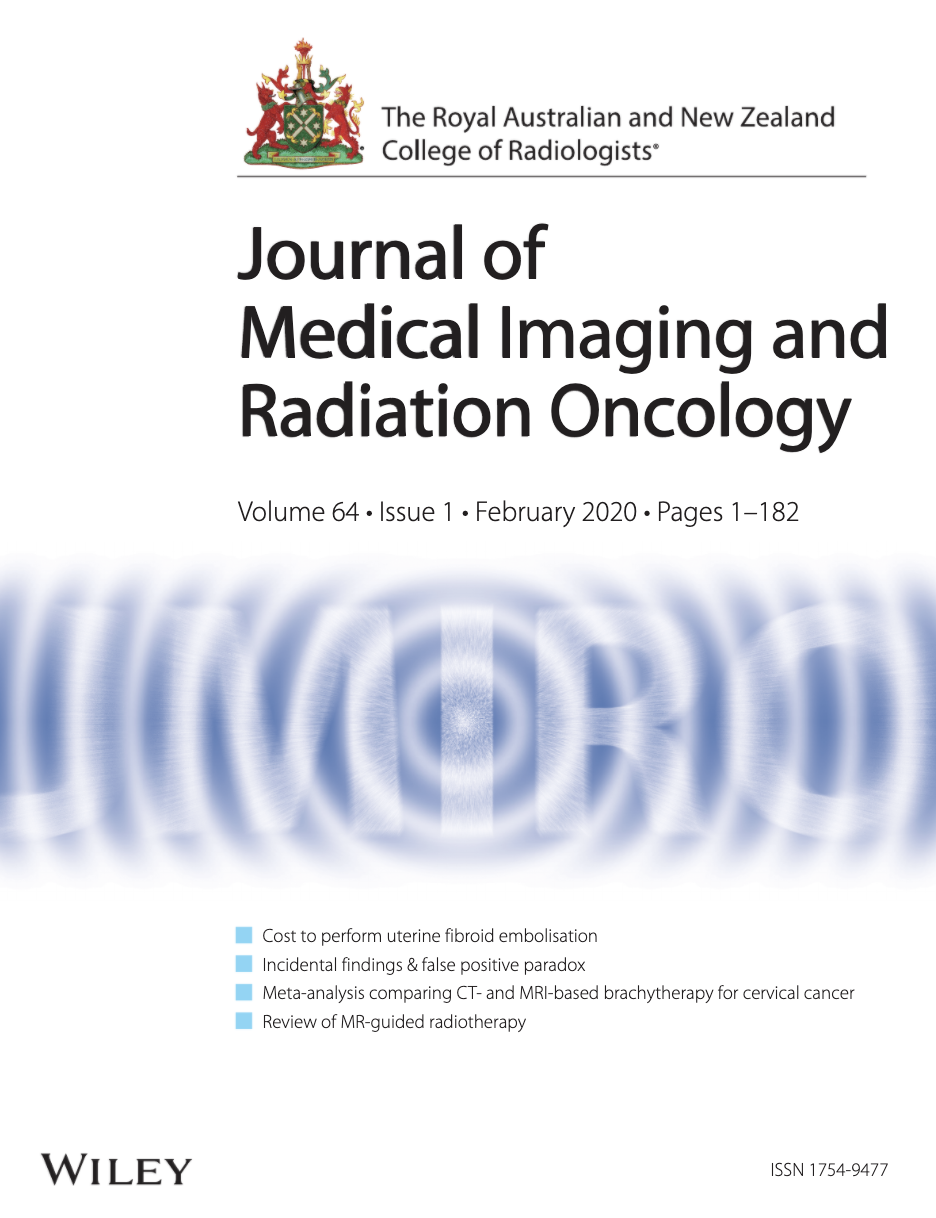 The Royal Australian and New Zealand
College of Radiologists®
Journal of
Medical Imaging and
Radiation Oncology
Volume 64 • Issue 1 • February 2020 • Pages 1–182
JMIRO
Cost to perform uterine fibroid embolisation
Incidental findings & false positive paradox
Meta-analysis comparing CT- and MRI-based brachytherapy for cervical cancer
Review of MR-guided radiotherapy
WILEY
ISSN 1754-9477